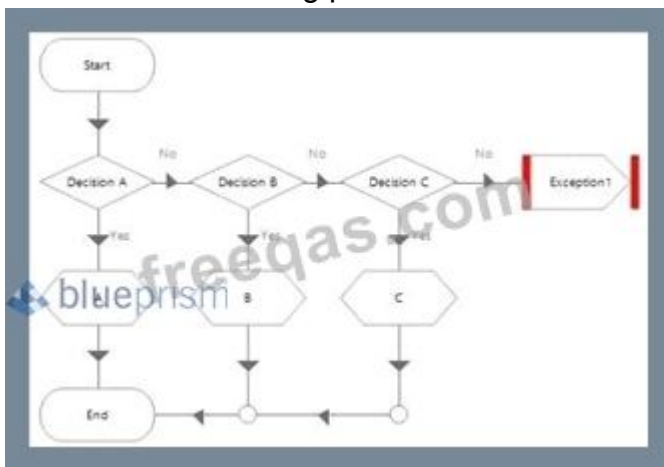 Start
No
No
No
Decision A
Decision B
Decision C
Exception1
Yes
Yes
Yes
freeqas.com
blueprism
A
B
C
End